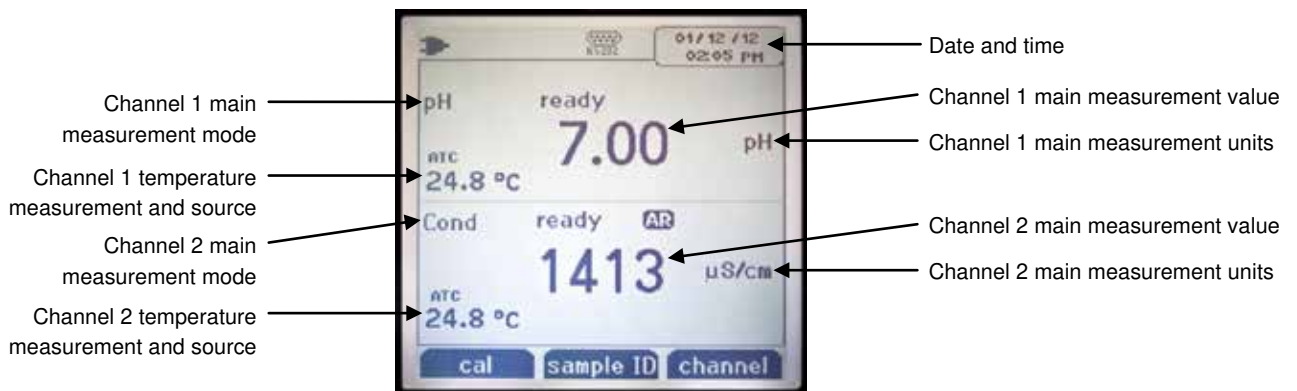 01/12/12
02:05 PM
Date and time
pH
ready
7.00
pH
ATC
24.8 °C
Channel 1 main
measurement mode
Channel 1 main measurement value
Channel 1 main measurement units
Channel 1 temperature
measurement and source
Cond
ready
AR
1413
µS/cm
ATC
24.8 °C
Channel 2 main
measurement mode
Channel 2 main measurement value
Channel 2 main measurement units
Channel 2 temperature
measurement and source
cal
sample ID
channel